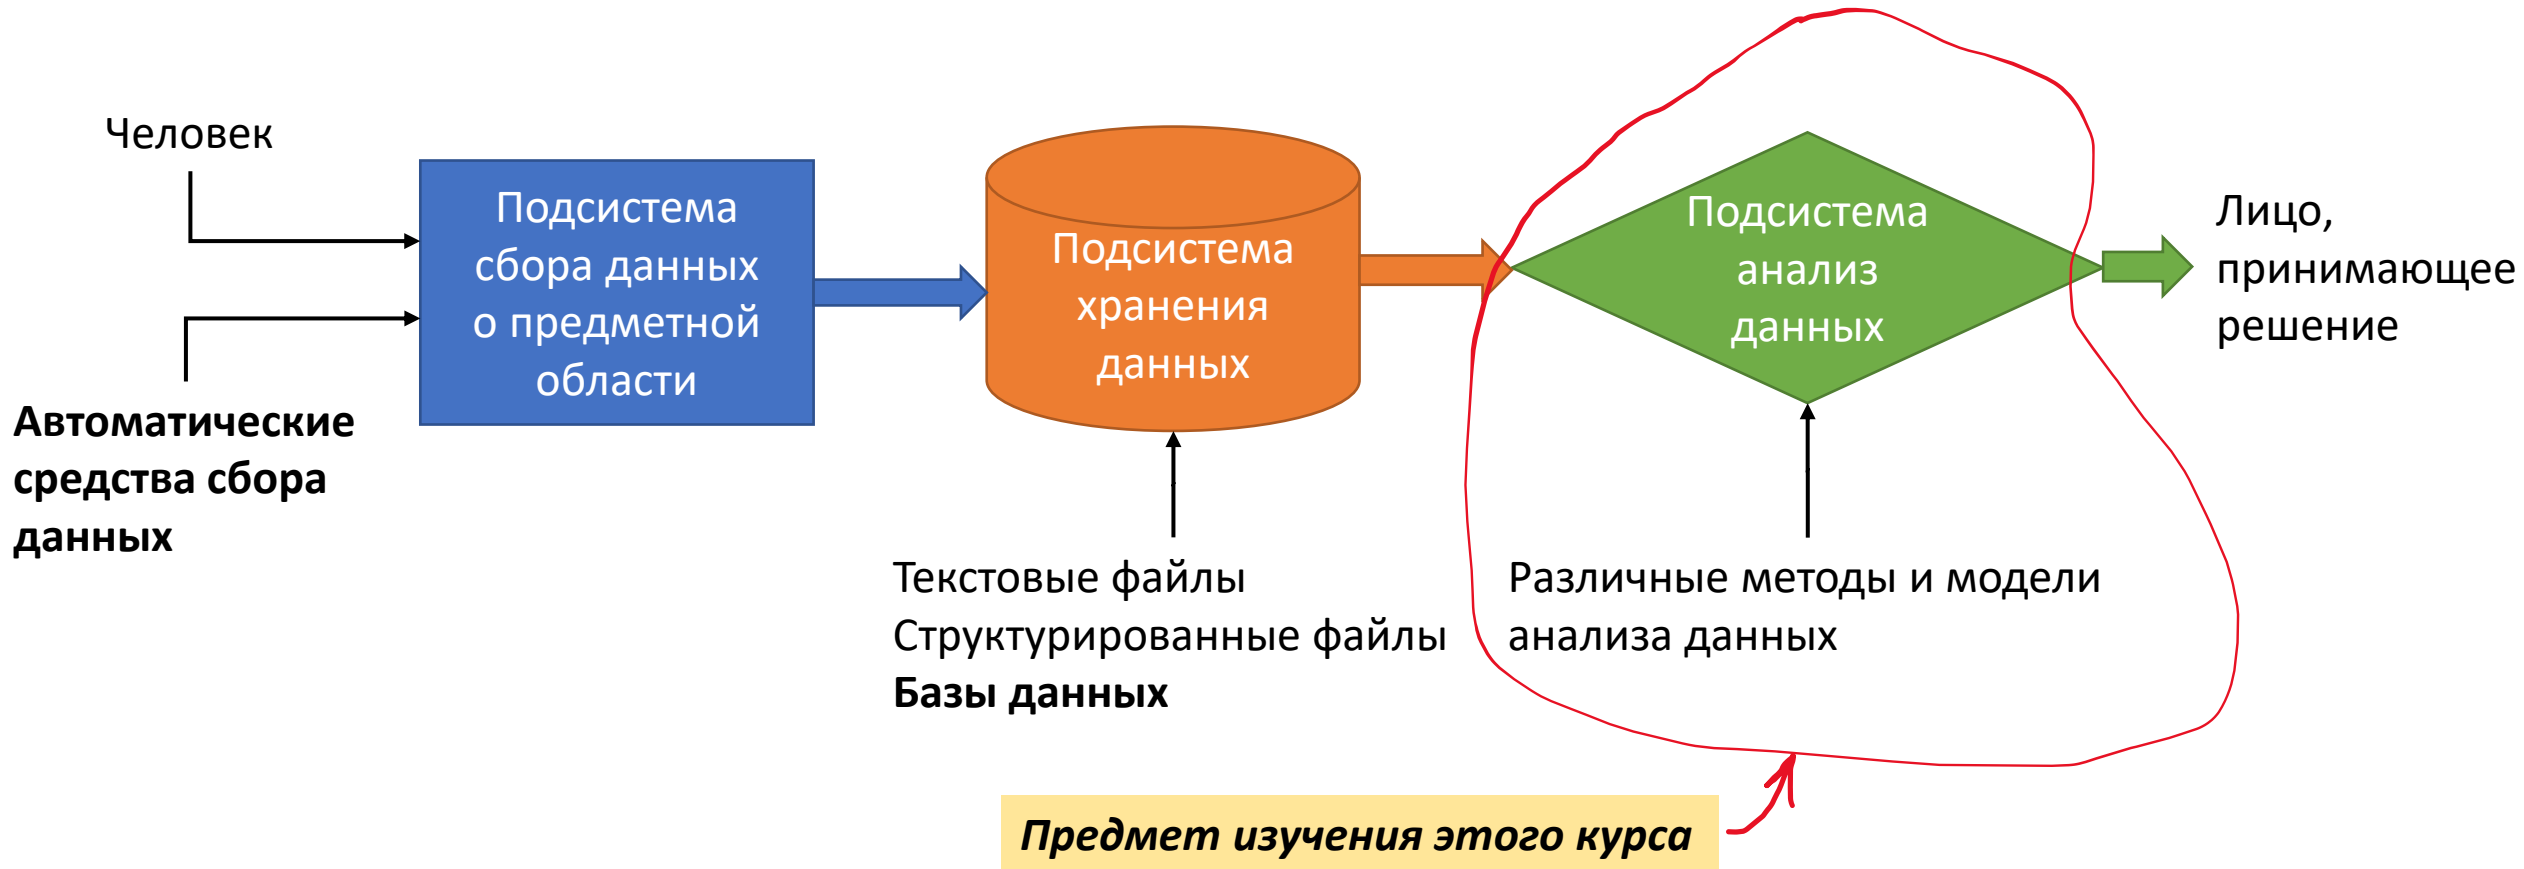 Человек
Автоматические
средства сбора
данных
Подсистема
сбора данных
о предметной
области
Подсистема
хранения
данных
Текстовые файлы
Структурированные файлы
Базы данных
Подсистема
анализ
данных
Различные методы и модели
анализа данных
Лицо,
принимающее
решение
Предмет изучения этого курса